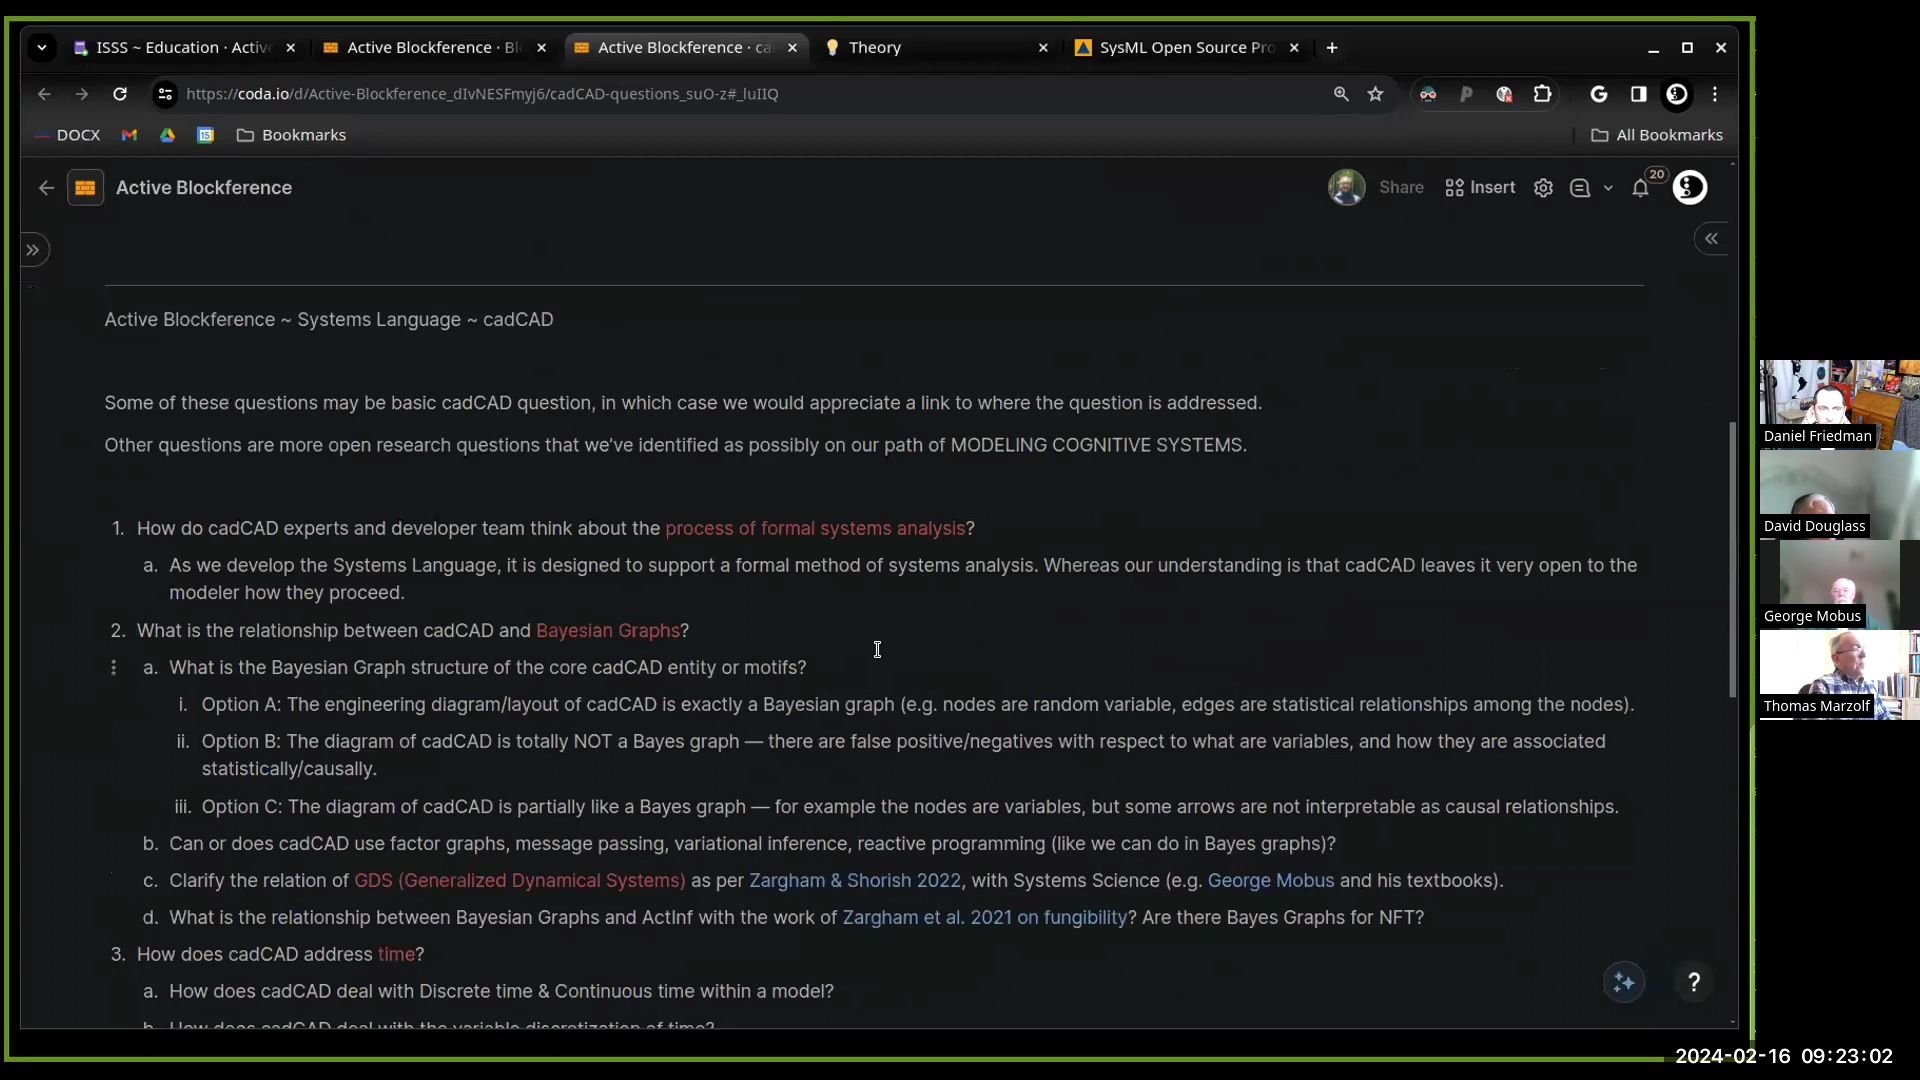 ISSS ~ Education · Active
Active Blockference · Bl
Active Blockference · ca
Theory
SysML Open Source Pro
https://coda.io/d/Active-Blockference_dIvNESFmyj6/cadCAD-questions_suO-z#_luIIQ
DOCX
Bookmarks
All Bookmarks
Active Blockference
Share
Insert
20
Active Blockference ~ Systems Language ~ cadCAD
Some of these questions may be basic cadCAD question, in which case we would appreciate a link to where the question is addressed.
Other questions are more open research questions that we've identified as possibly on our path of MODELING COGNITIVE SYSTEMS.
1. How do cadCAD experts and developer team think about the process of formal systems analysis?
a. As we develop the Systems Language, it is designed to support a formal method of systems analysis. Whereas our understanding is that cadCAD leaves it very open to the
modeler how they proceed.
2. What is the relationship between cadCAD and Bayesian Graphs?
a. What is the Bayesian Graph structure of the core cadCAD entity or motifs?
i. Option A: The engineering diagram/layout of cadCAD is exactly a Bayesian graph (e.g. nodes are random variable, edges are statistical relationships among the nodes).
ii. Option B: The diagram of cadCAD is totally NOT a Bayes graph — there are false positive/negatives with respect to what are variables, and how they are associated
statistically/causally.
iii. Option C: The diagram of cadCAD is partially like a Bayes graph — for example the nodes are variables, but some arrows are not interpretable as causal relationships.
b. Can or does cadCAD use factor graphs, message passing, variational inference, reactive programming (like we can do in Bayes graphs)?
c. Clarify the relation of GDS (Generalized Dynamical Systems) as per Zargham & Shorish 2022, with Systems Science (e.g. George Mobus and his textbooks).
d. What is the relationship between Bayesian Graphs and ActInf with the work of Zargham et al. 2021 on fungibility? Are there Bayes Graphs for NFT?
3. How does cadCAD address time?
a. How does cadCAD deal with Discrete time & Continuous time within a model?
b. How does cadCAD deal with the variable discretization of time?
Daniel Friedman
David Douglass
George Mobus
Thomas Marzolf
2024-02-16 09:23:02